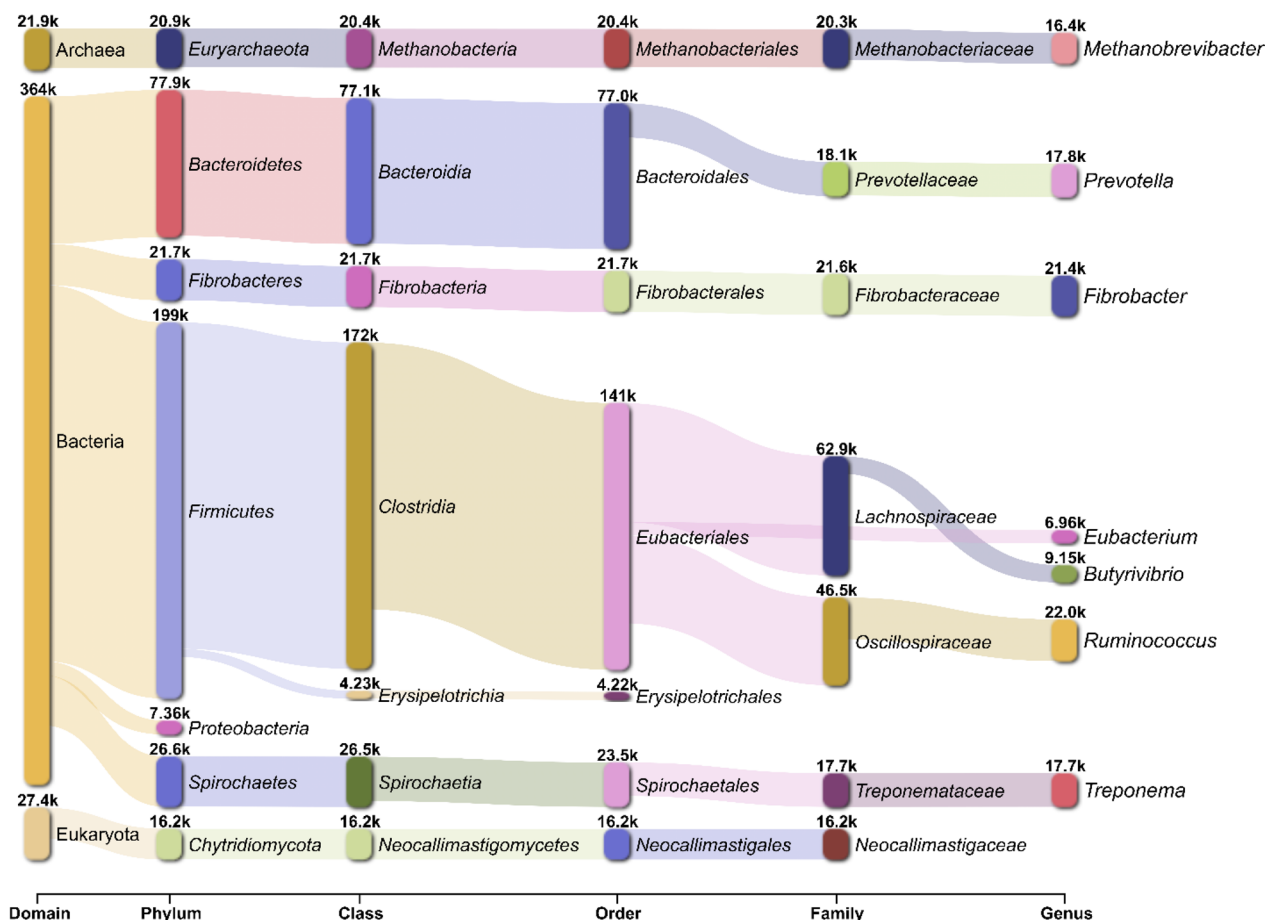 21.9k 20.9k 20.4k 20.4k 20.3k 16.4k
Archaea Euryarchaeota Methanobacteria Methanobacteriales Methanobacteriaceae Methanobrevibacter
364k 77.9k 77.1k 77.0k
Bacteroidetes Bacteroidía Bacteroidales
18.1k 17.8k
Prevotellaceae Prevotella
21.7k 21.7k 21.7k 21.6k 21.4k
Fibrobacteres Fibrobacteria Fibrobacterales Fibrobacteraceae Fibrobacter
199k 172k 141k
Bacteria
62.9k
Firmicutes Clostridia Eubacteriales Lachnospiraceae
6.96k
Eubacterium
9.15k
Butyrivibrio
46.5k 22.0k
Oscillospiraceae Ruminococcus
4.23k 4.22k
Erysipelotrichia Erysipelotrichales
7.36k
Proteobacteria
26.6k 26.5k 23.5k 17.7k 17.7k
Spirochaetes Spirochaetia Spirochaetales Treponemataceae Treponema
27.4k 16.2k 16.2k 16.2k 16.2k
Eukaryota Chytridiomycota Neocallimastigomycetes Neocallimastigales Neocallimastigaceae
Domain Phylum Class Order Family Genus